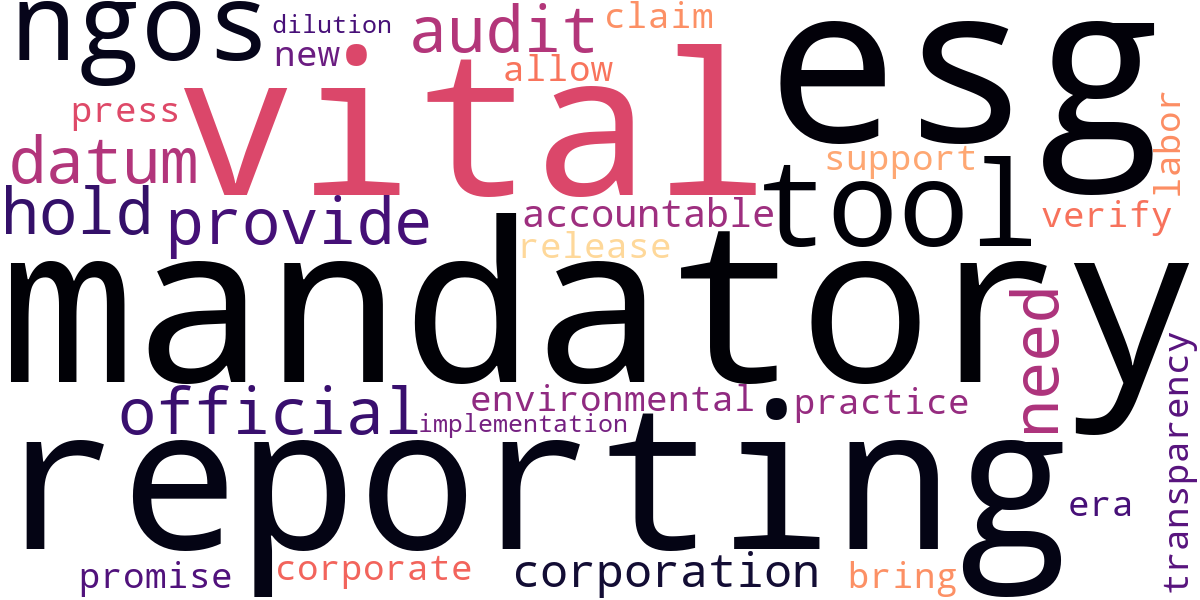 ngos
dilution
new
audit
claim
esg
allow
vital
press
datum
labor
support
tool
hold
provide
accountable
verify
release
mandatory
need
official
environmental
practice
implementation
transparency
reporting
era
promise
corporate
corporation
bring